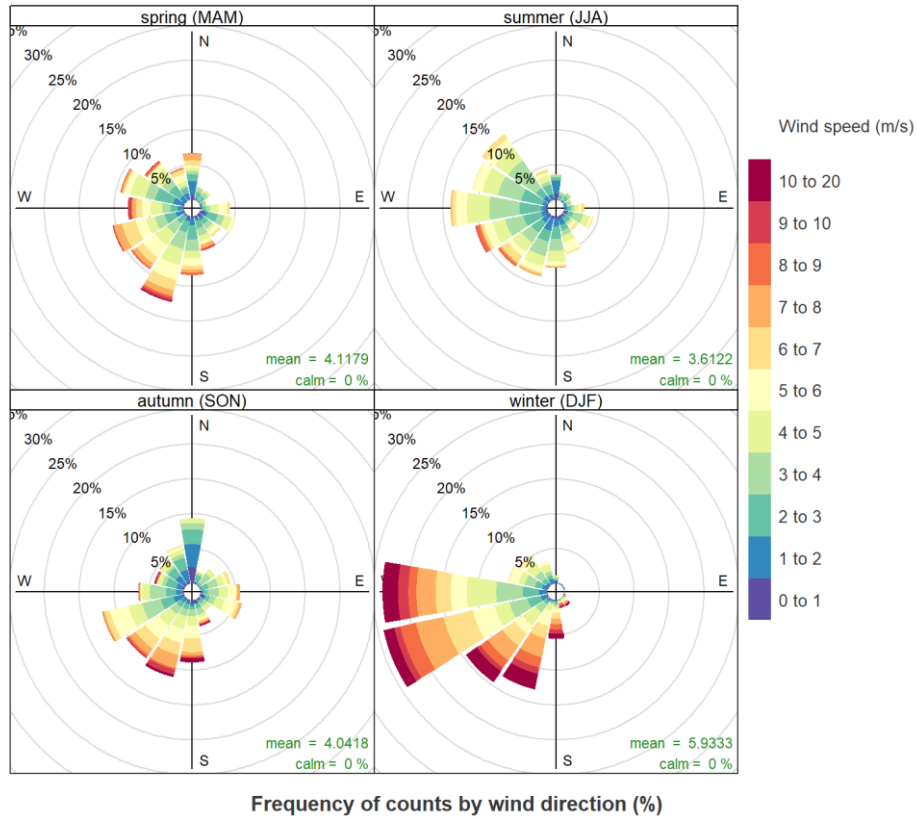 spring (MAM)
summer (JJA)
5%
30%
25%
20%
15%
10%
5%
N
W
E
S
mean = 4.1179
calm = 0 %
5%
30%
25%
20%
15%
10%
5%
N
W
E
S
mean = 3.6122
calm = 0 %
autumn (SON)
winter (DJF)
5%
30%
25%
20%
15%
10%
5%
N
W
E
S
mean = 4.0418
calm = 0 %
5%
30%
25%
20%
15%
10%
5%
N
E
S
mean = 5.9333
calm = 0 %
Wind speed (m/s)
10 to 20
9 to 10
8 to 9
7 to 8
6 to 7
5 to 6
4 to 5
3 to 4
2 to 3
1 to 2
0 to 1
Frequency of counts by wind direction (%)